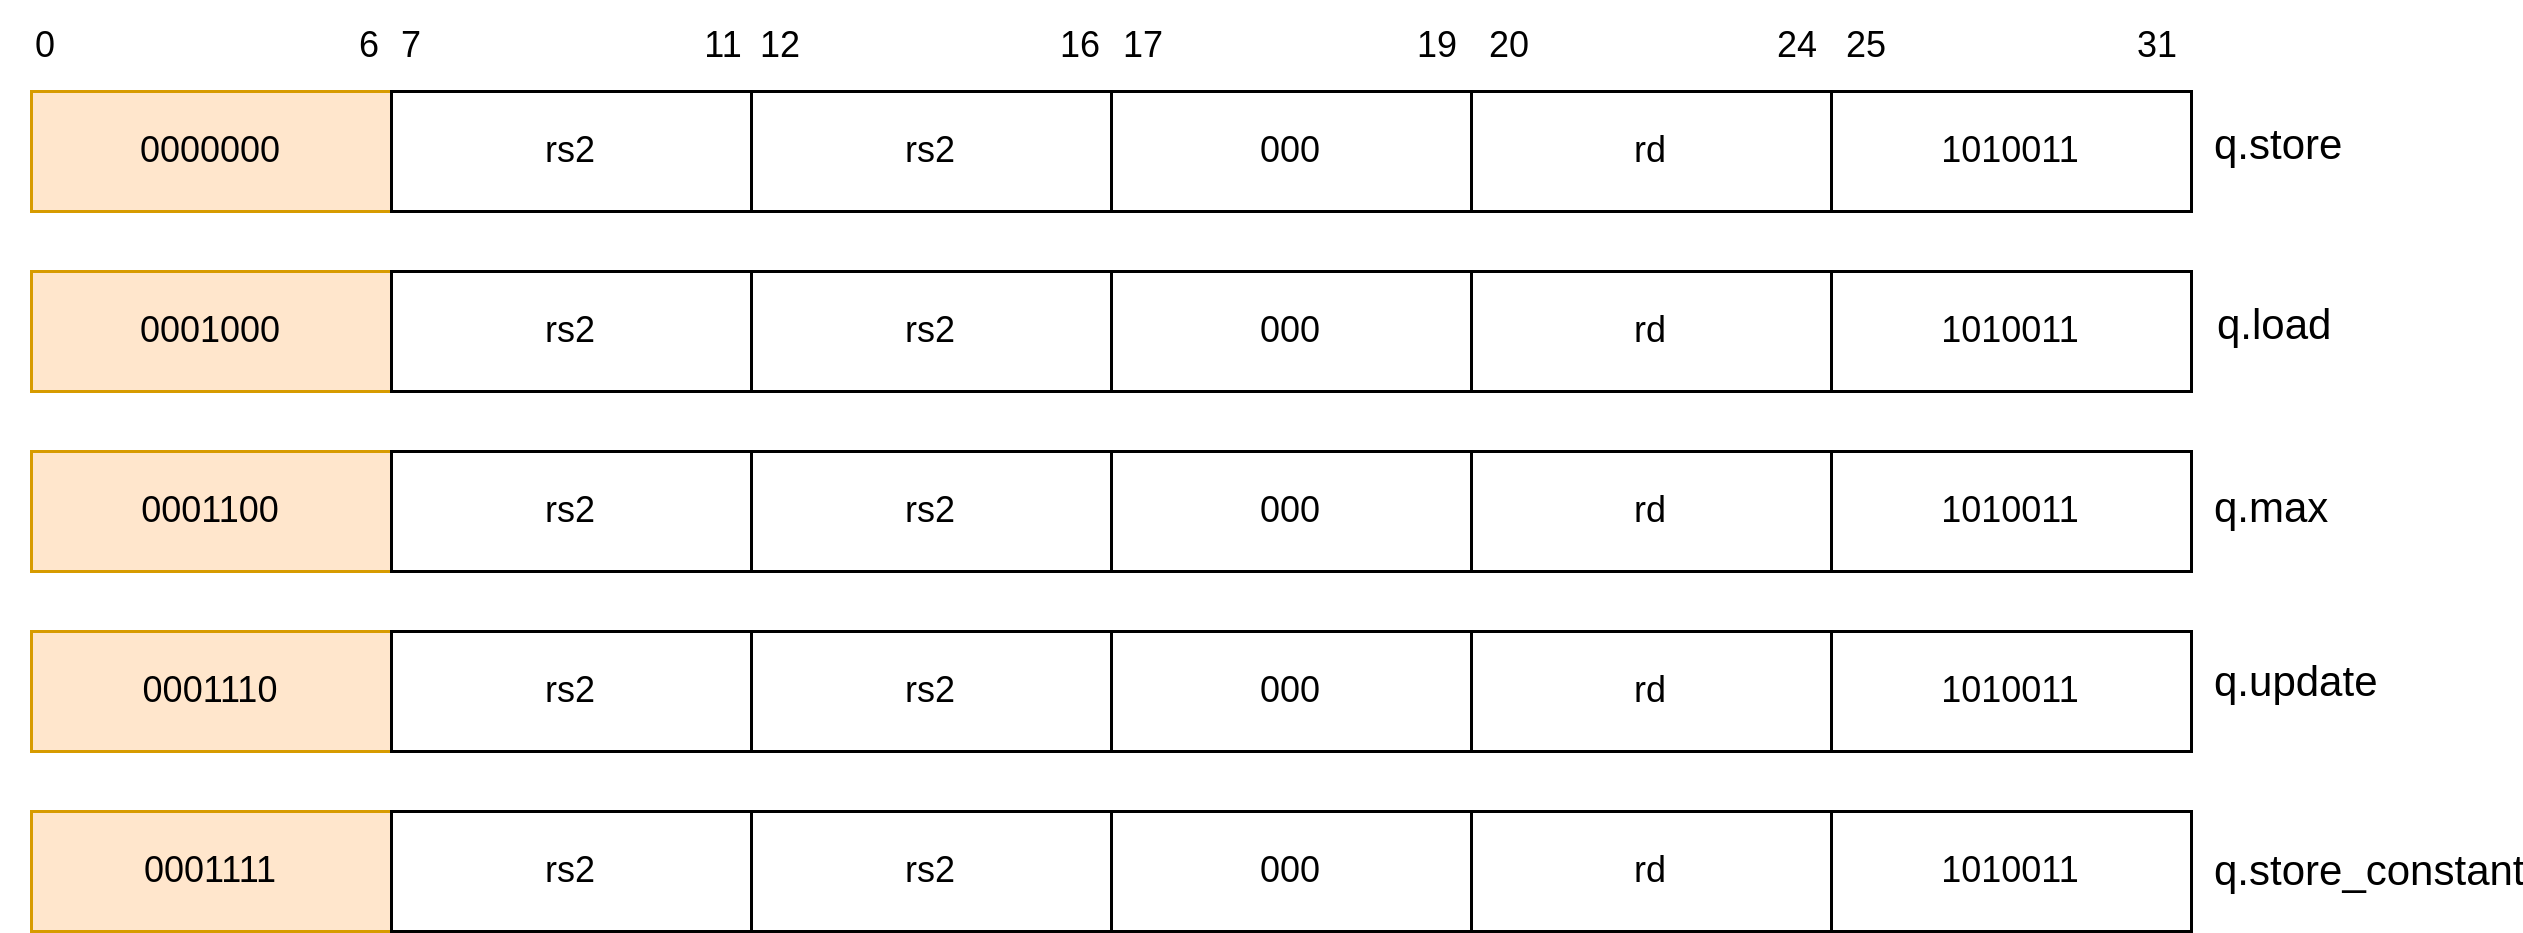 0 6 7 11 12 16 17 19 20 24 25 31
0000000 rs2 rs2 000 rd 1010011 q.store
0001000 rs2 rs2 000 rd 1010011 q.load
0001100 rs2 rs2 000 rd 1010011 q.max
0001110 rs2 rs2 000 rd 1010011 q.update
0001111 rs2 rs2 000 rd 1010011 q.store_constant